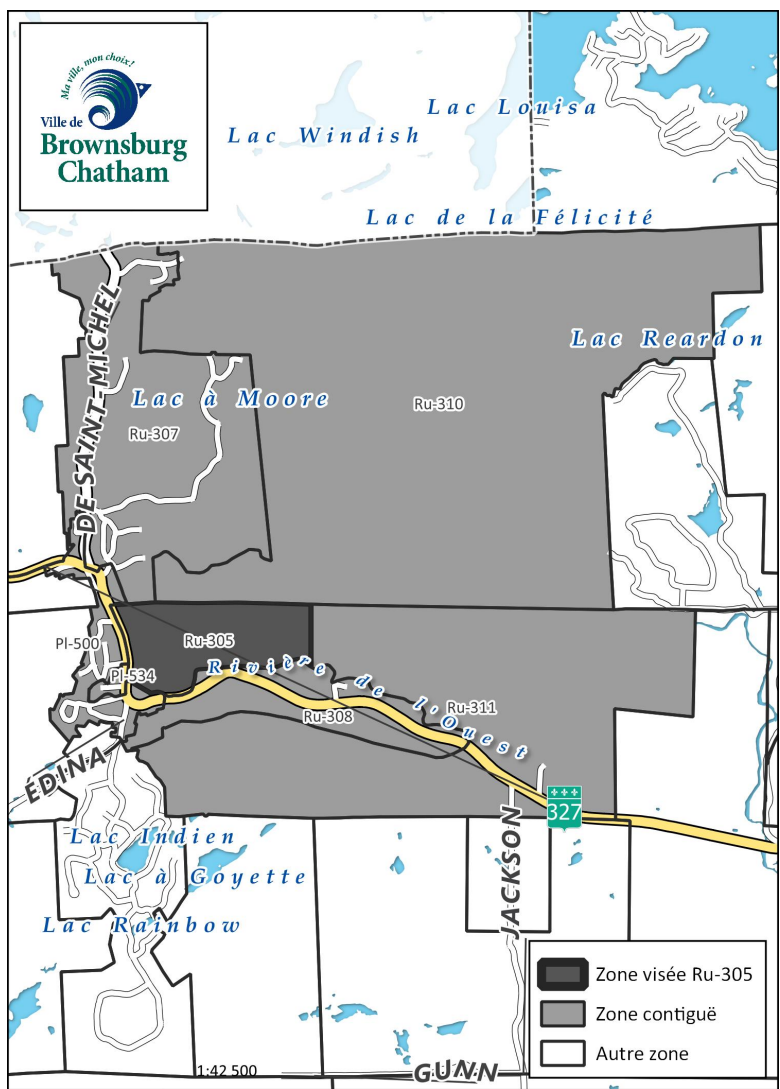 Ma ville, mon choix!
Ville de
Brownsburg
Chatham
Lac Louisa
Lac Windish
Lac de la Félicité
DE SAINT-MICHEL
Lac Reardon
Lac à Moore
Ru-310
Ru-307
Pl-500
Ru-305
Pl-534
Rivière de l'Ouest
Ru-311
Ru-308
ÉDINA
327
JACKSON
Lac Indien
Lac à Goyette
Lac Rainbow
Zone visée Ru-305
Zone contiguë
Autre zone
1:42 500
GUNN